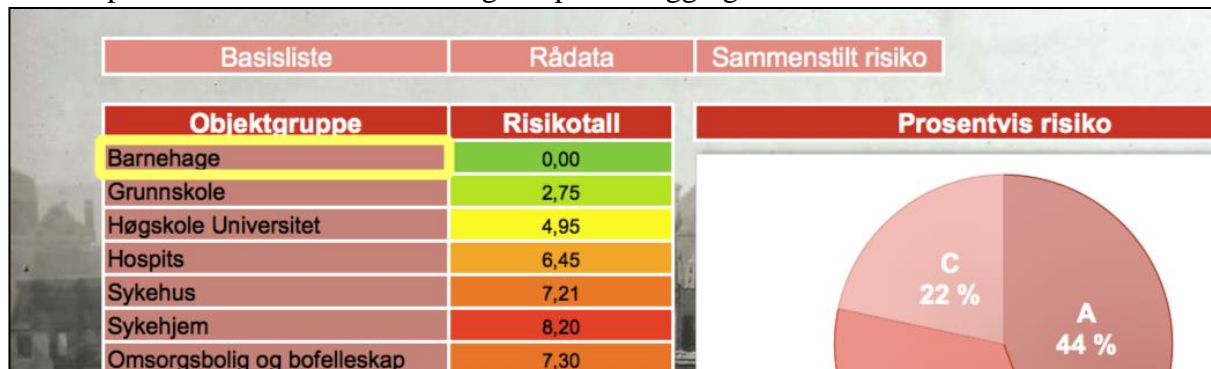 Basisliste Rådata Sammenstilt risiko
Objektgruppe Risikotall Prosentvis risiko
Barnehage 0,00
Grunnskole 2,75
Høgskole Universitet 4,95
Hospits 6,45
Sykehus 7,21
Sykehjem 8,20
Omsorgsbolig og bofelleskap 7,30
C
22 %
A
44 %